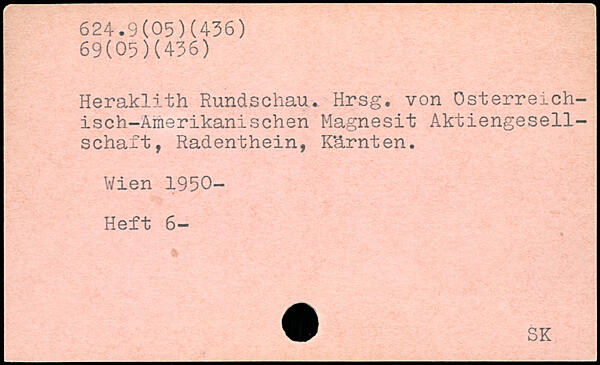 624.9(05)(436)
69(05)(436)
Heraklith Rundschau. Hrsg. von Österreich-
isch-Amerikanischen Magnesit Aktiengesell-
schaft, Radenthein, Kärnten.
Wien 1950-
Heft 6-
SK